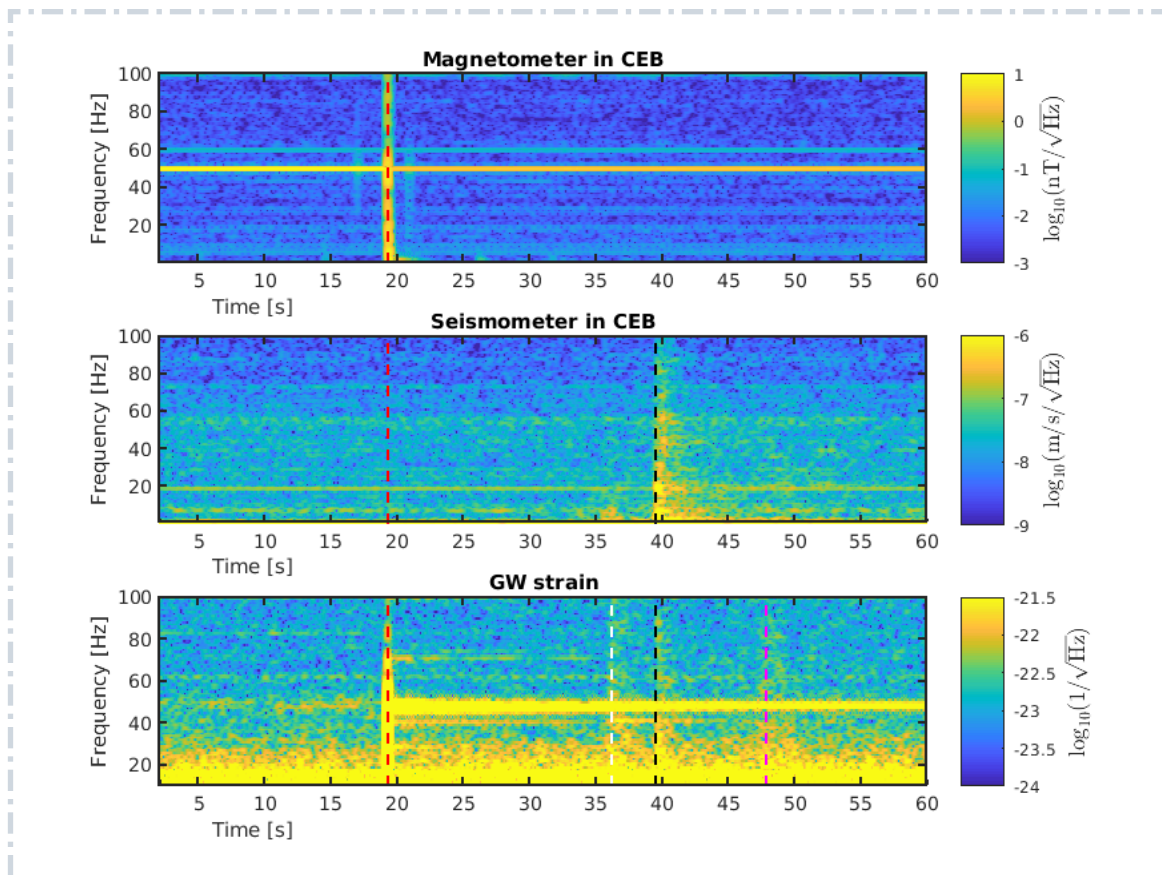 Magnetometer in CEB
Frequency [Hz]
100
80
60
40
20
5 10 15 20 25 30 35 40 45 50 55 60
Time [s]
1
0
-1
-2
-3
log₁₀(nT/√Hz)
Seismometer in CEB
Frequency [Hz]
100
80
60
40
20
5 10 15 20 25 30 35 40 45 50 55 60
Time [s]
-6
-7
-8
-9
log₁₀(m/s/√Hz)
GW strain
Frequency [Hz]
100
80
60
40
20
5 10 15 20 25 30 35 40 45 50 55 60
Time [s]
-21.5
-22
-22.5
-23
-23.5
-24
log₁₀(1/√Hz)